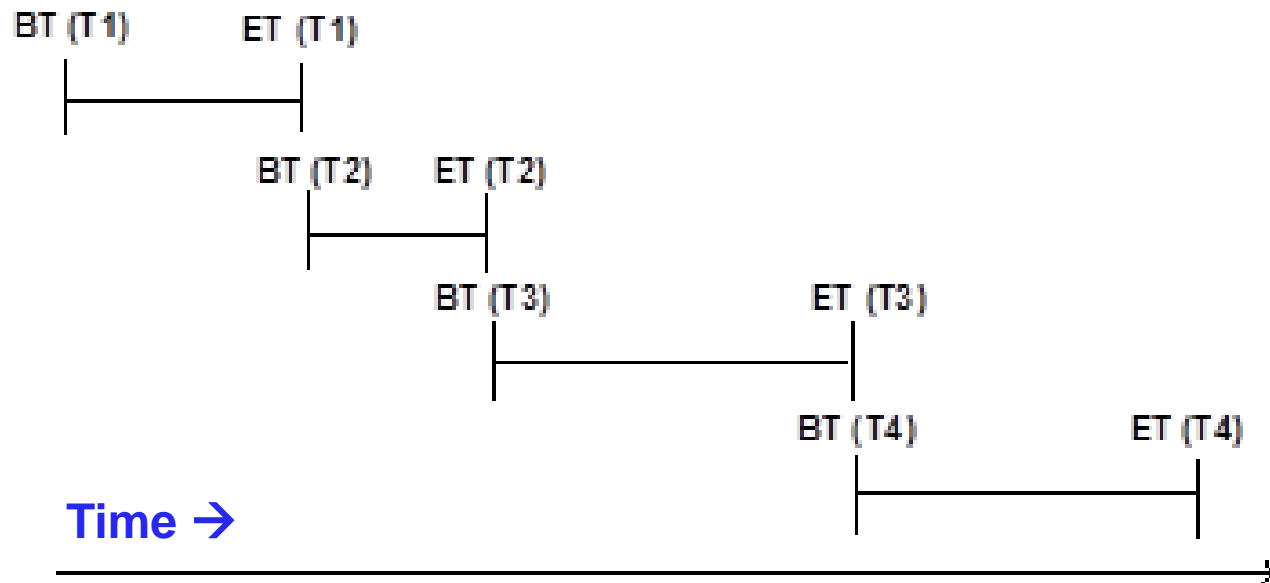 BT (T1) ET (T1)
BT (T2) ET (T2)
BT (T3) ET (T3)
BT (T4) ET (T4)
Time →